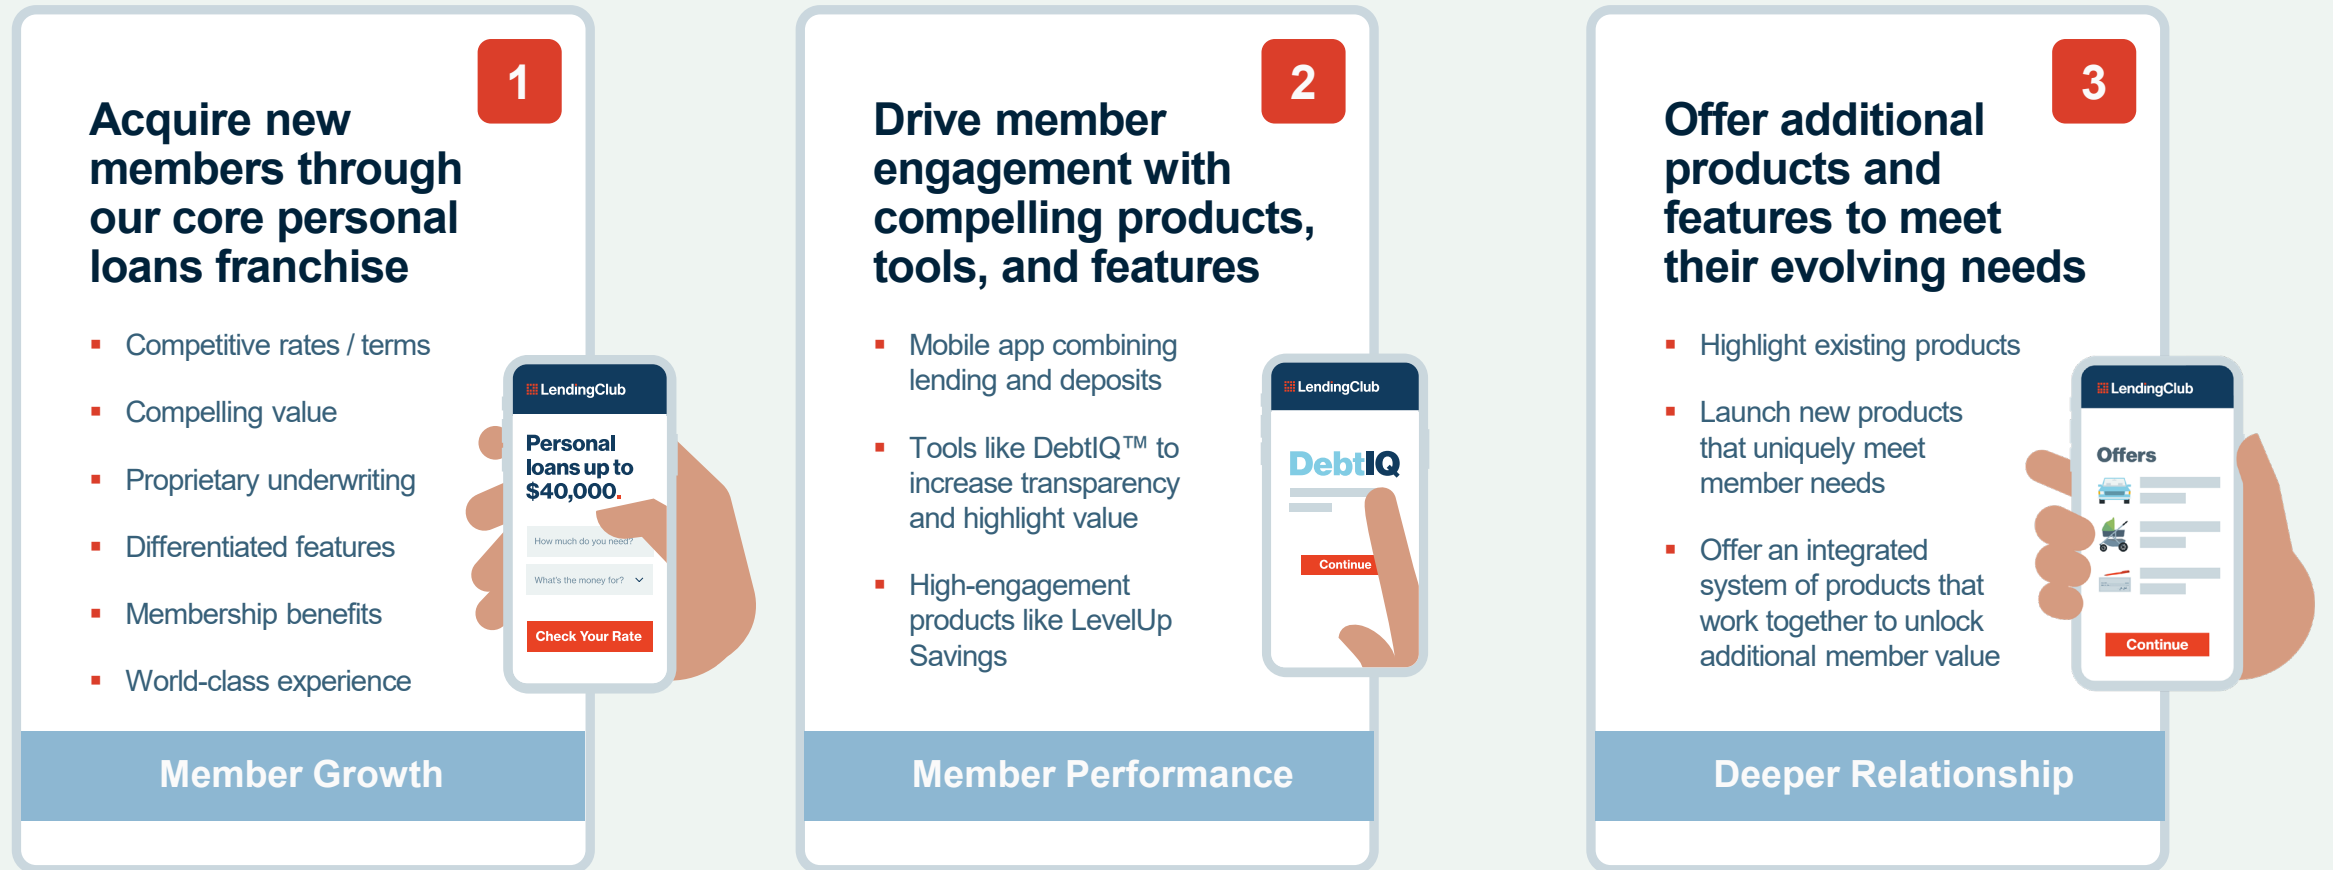 1
Acquire new
members through
our core personal
loans franchise
▪ Competitive rates / terms
▪ Compelling value
▪ Proprietary underwriting
▪ Differentiated features
▪ Membership benefits
▪ World-class experience
LendingClub
Personal
loans up to
$40,000.
How much do you need?
What's the money for?
Check Your Rate
Member Growth
2
Drive member
engagement with
compelling products,
tools, and features
▪ Mobile app combining
lending and deposits
▪ Tools like DebtIQ™ to
increase transparency
and highlight value
▪ High-engagement
products like LevelUp
Savings
LendingClub
DebtIQ
Continue
Member Performance
3
Offer additional
products and
features to meet
their evolving needs
▪ Highlight existing products
▪ Launch new products
that uniquely meet
member needs
▪ Offer an integrated
system of products that
work together to unlock
additional member value
LendingClub
Offers
Continue
Deeper Relationship